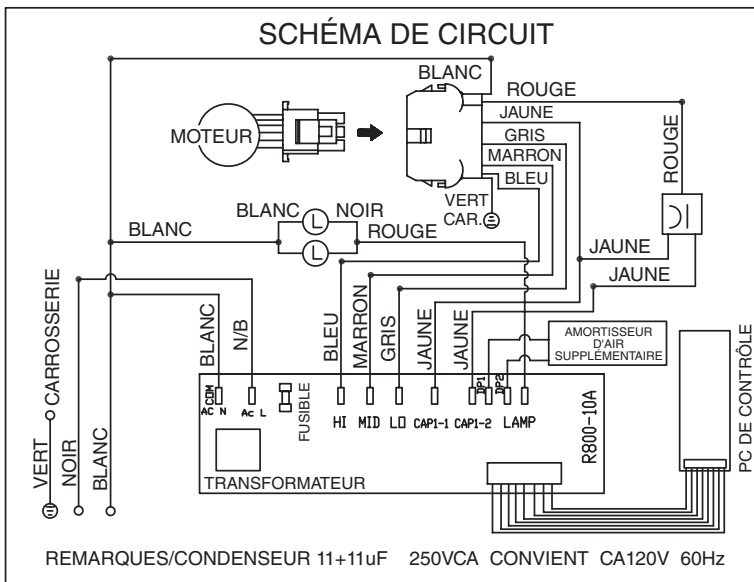 SCHÉMA DE CIRCUIT
BLANC
ROUGE
JAUNE
GRIS
MARRON
BLEU
MOTEUR
ROUGE
VERT
CAR.
BLANC
NOIR
L
L
BLANC
ROUGE
JAUNE
JAUNE
CARROSSERIE
BLANC
N/B
BLEU
MARRON
GRIS
JAUNE
JAUNE
AMORTISSEUR
D'AIR
SUPPLÉMENTAIRE
PC DE CONTRÔLE
COM
AC N
Ac L
FUSIBLE
HI
MID
LO
CAP1-1
CAP1-2
DP1
DP2
LAMP
R800-10A
TRANSFORMATEUR
VERT
NOIR
BLANC
REMARQUES/CONDENSEUR 11+11uF 250VCA CONVIENT CA120V 60Hz